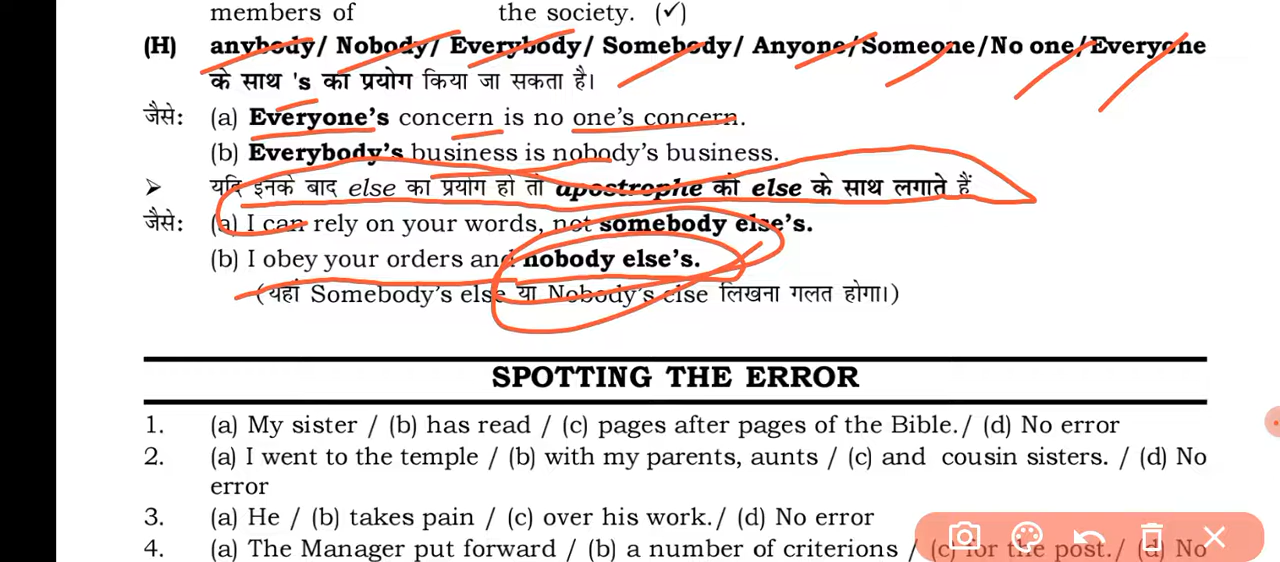 members of the society. (✓)
(H) anybody/ Nobody/ Everybody/ Somebody/ Anyone/Someone/No one/Everyone
के साथ 's का प्रयोग किया जा सकता है।
जैसे: (a) Everyone's concern is no one's concern.
(b) Everybody's business is nobody's business.
➢ यदि इनके बाद else का प्रयोग हो तो apostrophe को else के साथ लगाते हैं
जैसे: (a) I can rely on your words, not somebody else's.
(b) I obey your orders and nobody else's.
(यहाँ Somebody's else या Nobody's else लिखना गलत होगा।)
SPOTTING THE ERROR
1. (a) My sister / (b) has read / (c) pages after pages of the Bible./ (d) No error
2. (a) I went to the temple / (b) with my parents, aunts / (c) and cousin sisters. / (d) No
error
3. (a) He / (b) takes pain / (c) over his work./ (d) No error
4. (a) The Manager put forward / (b) a number of criterions / (c) for the post./ (d) No